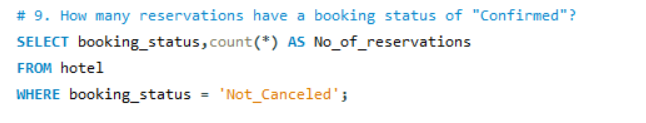 # 9. How many reservations have a booking status of "Confirmed"?
SELECT booking_status,count(*) AS No_of_reservations
FROM hotel
WHERE booking_status = 'Not_Canceled';